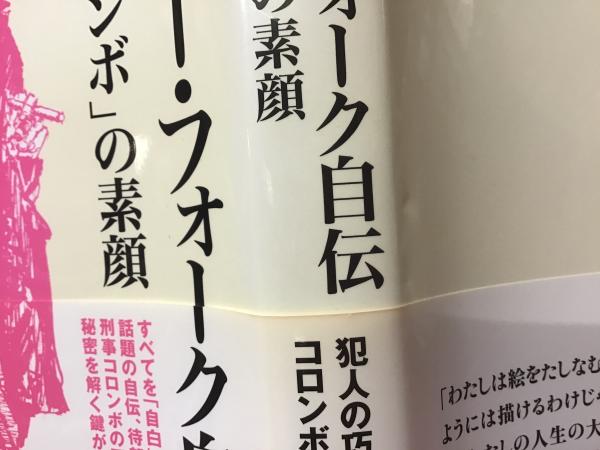 ー・フォーク自
ンボ」の素顔
すべてを「自白
話題の自伝、待
刑事コロンボの
秘密を解く鍵が
ォーク自伝
の素顔
犯人の巧
コロンボ
「わたしは絵をたしなむ
ようには描けるわけじゃ
しの人生の大